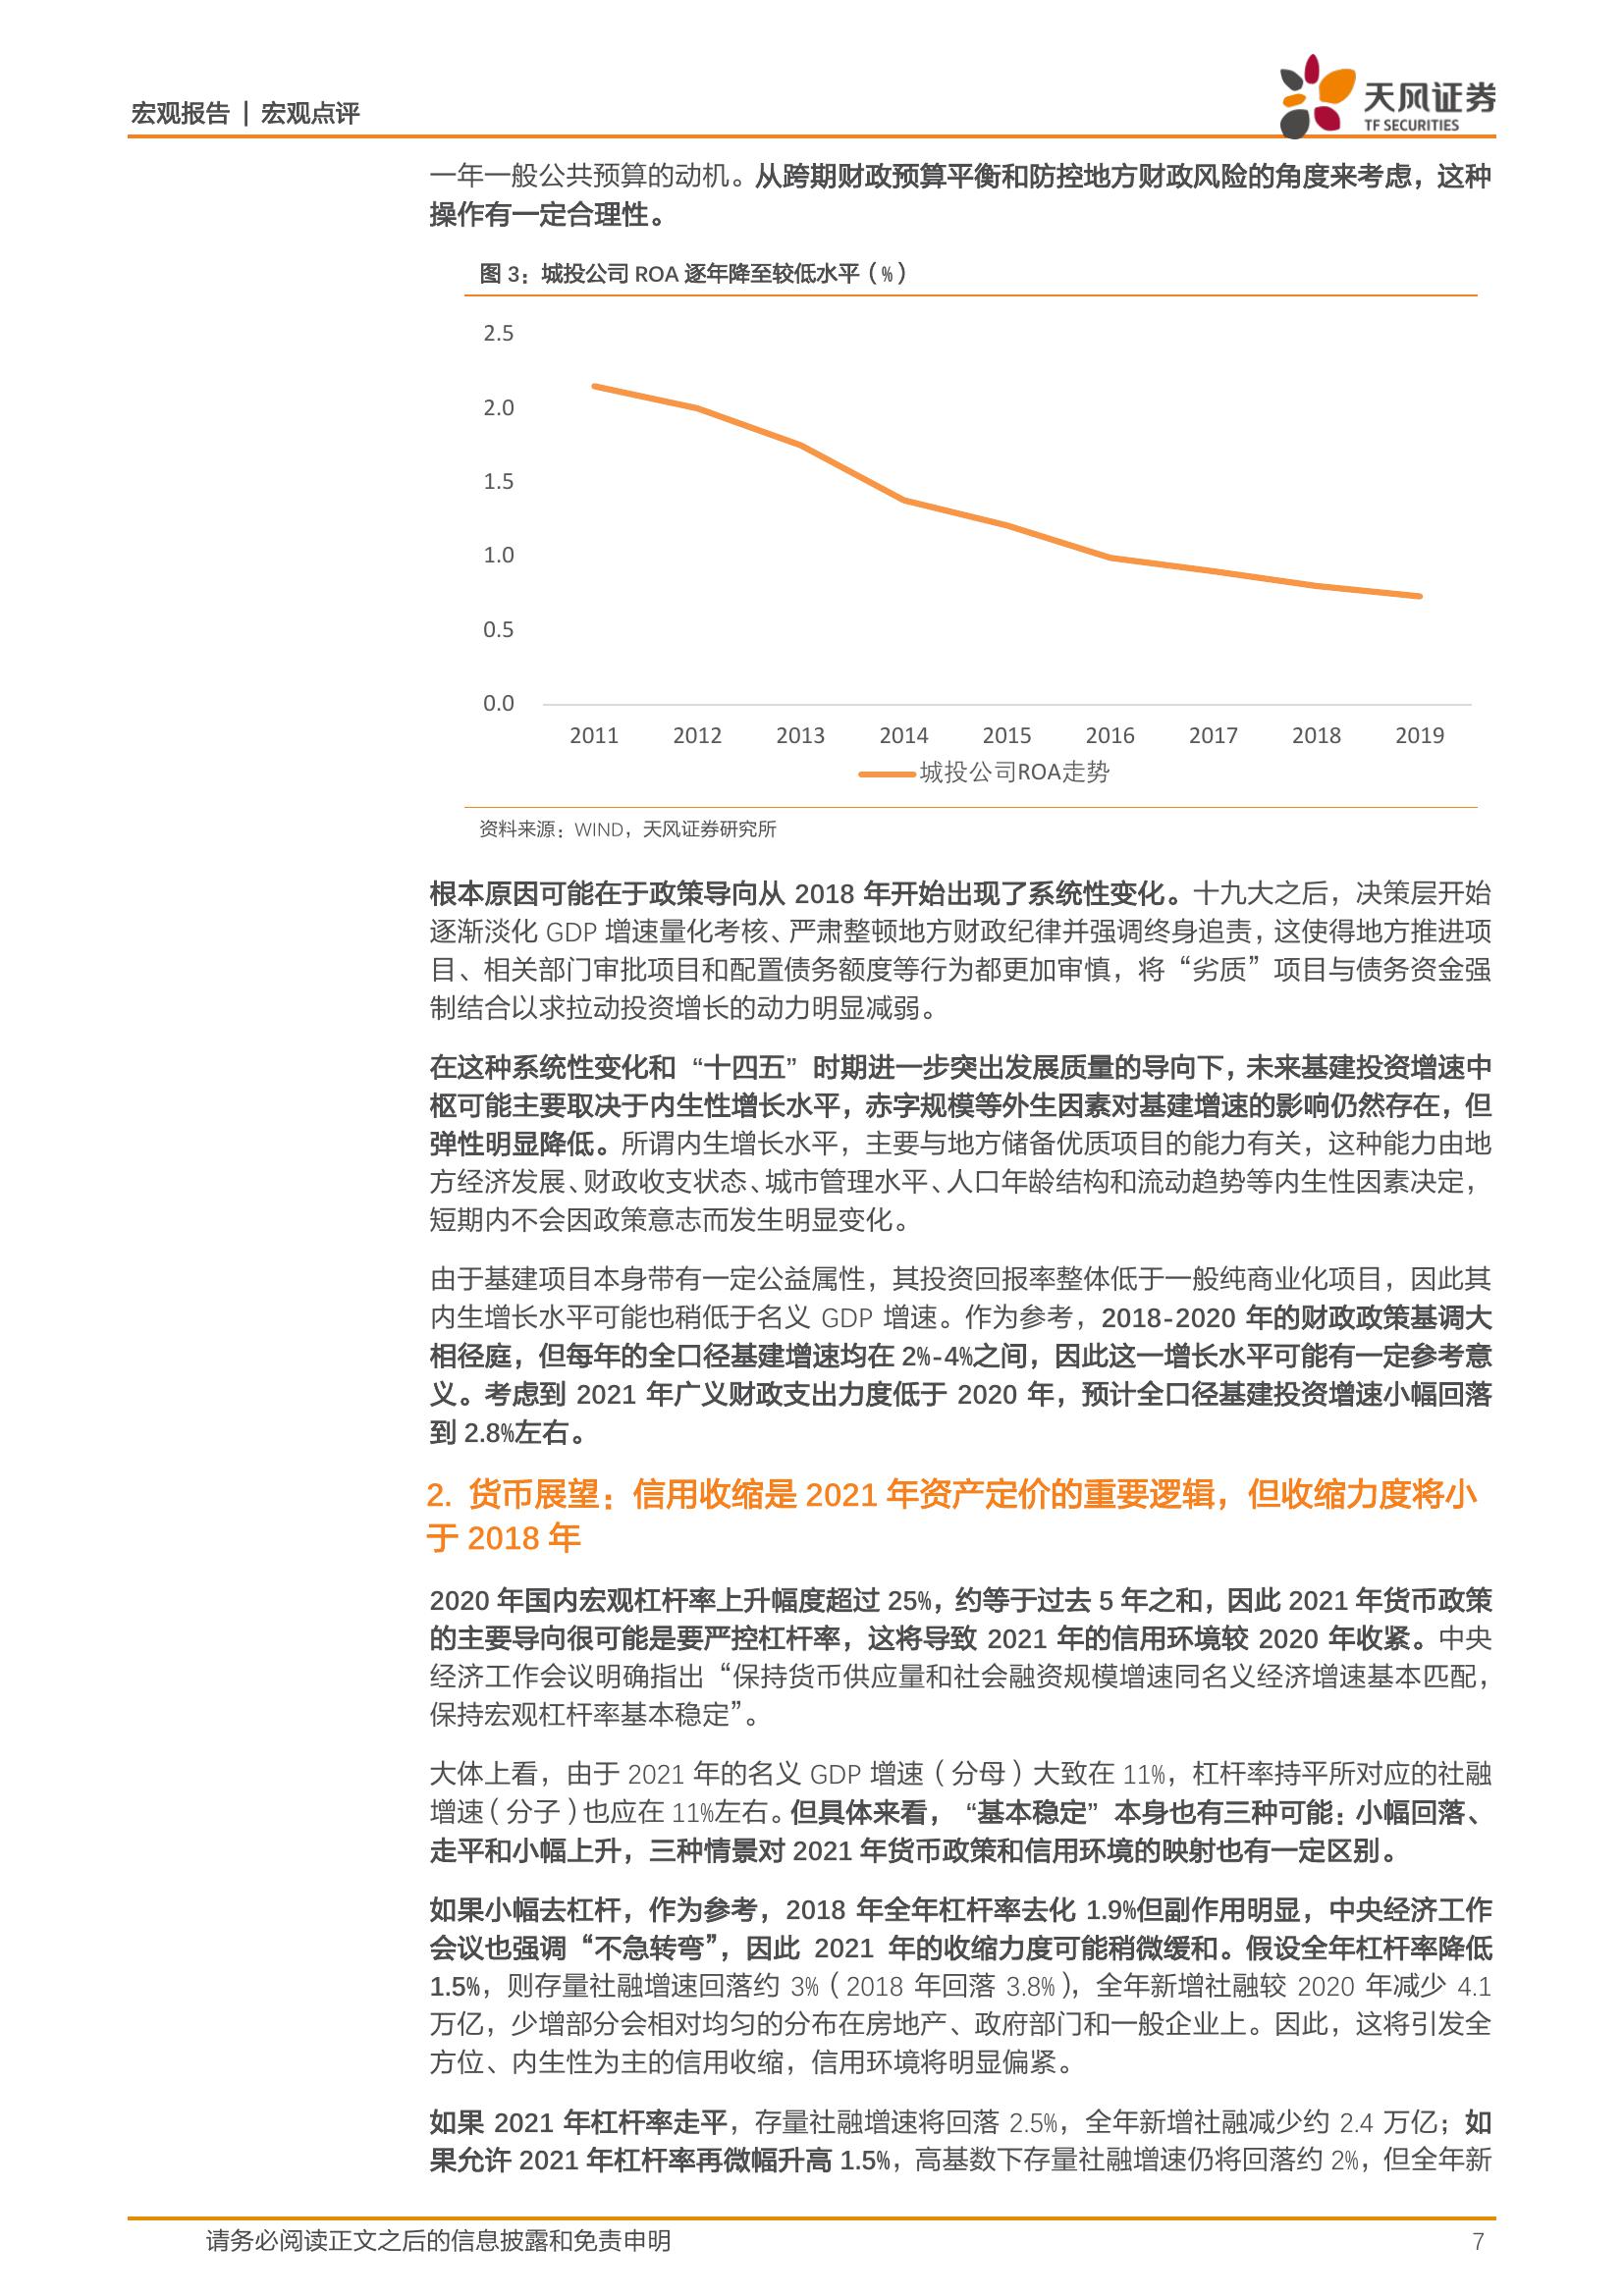 宏观报告 | 宏观点评
天风证券
TF SECURITIES
一年一般公共预算的动机。从跨期财政预算平衡和防控地方财政风险的角度来考虑，这种
操作有一定合理性。
图 3：城投公司 ROA 逐年降至较低水平（%）
2.5
2.0
1.5
1.0
0.5
0.0
2011 2012 2013 2014 2015 2016 2017 2018 2019
城投公司ROA走势
资料来源：WIND，天风证券研究所
根本原因可能在于政策导向从 2018 年开始出现了系统性变化。十九大之后，决策层开始
逐渐淡化 GDP 增速量化考核、严肃整顿地方财政纪律并强调终身追责，这使得地方推进项
目、相关部门审批项目和配置债务额度等行为都更加审慎，将“劣质”项目与债务资金强
制结合以求拉动投资增长的动力明显减弱。
在这种系统性变化和“十四五”时期进一步突出发展质量的导向下，未来基建投资增速中
枢可能主要取决于内生性增长水平，赤字规模等外生因素对基建增速的影响仍然存在，但
弹性明显降低。所谓内生增长水平，主要与地方储备优质项目的能力有关，这种能力由地
方经济发展、财政收支状态、城市管理水平、人口年龄结构和流动趋势等内生性因素决定，
短期内不会因政策意志而发生明显变化。
由于基建项目本身带有一定公益属性，其投资回报率整体低于一般纯商业化项目，因此其
内生增长水平可能也稍低于名义 GDP 增速。作为参考，2018-2020 年的财政政策基调大
相径庭，但每年的全口径基建增速均在 2%-4%之间，因此这一增长水平可能有一定参考意
义。考虑到 2021 年广义财政支出力度低于 2020 年，预计全口径基建投资增速小幅回落
到 2.8%左右。
2. 货币展望：信用收缩是 2021 年资产定价的重要逻辑，但收缩力度将小
于 2018 年
2020 年国内宏观杠杆率上升幅度超过 25%，约等于过去 5 年之和，因此 2021 年货币政策
的主要导向很可能是要严控杠杆率，这将导致 2021 年的信用环境较 2020 年收紧。中央
经济工作会议明确指出“保持货币供应量和社会融资规模增速同名义经济增速基本匹配，
保持宏观杠杆率基本稳定”。
大体上看，由于 2021 年的名义 GDP 增速（分母）大致在 11%，杠杆率持平所对应的社融
增速（分子）也应在 11%左右。但具体来看，“基本稳定”本身也有三种可能：小幅回落、
走平和小幅上升，三种情景对 2021 年货币政策和信用环境的映射也有一定区别。
如果小幅去杠杆，作为参考，2018 年全年杠杆率去化 1.9%但副作用明显，中央经济工作
会议也强调“不急转弯”，因此 2021 年的收缩力度可能稍微缓和。假设全年杠杆率降低
1.5%，则存量社融增速回落约 3%（2018 年回落 3.8%），全年新增社融较 2020 年减少 4.1
万亿，少增部分会相对均匀的分布在房地产、政府部门和一般企业上。因此，这将引发全
方位、内生性为主的信用收缩，信用环境将明显偏紧。
如果 2021 年杠杆率走平，存量社融增速将回落 2.5%，全年新增社融减少约 2.4 万亿；如
果允许 2021 年杠杆率再微幅升高 1.5%，高基数下存量社融增速仍将回落约 2%，但全年新
请务必阅读正文之后的信息披露和免责申明
7